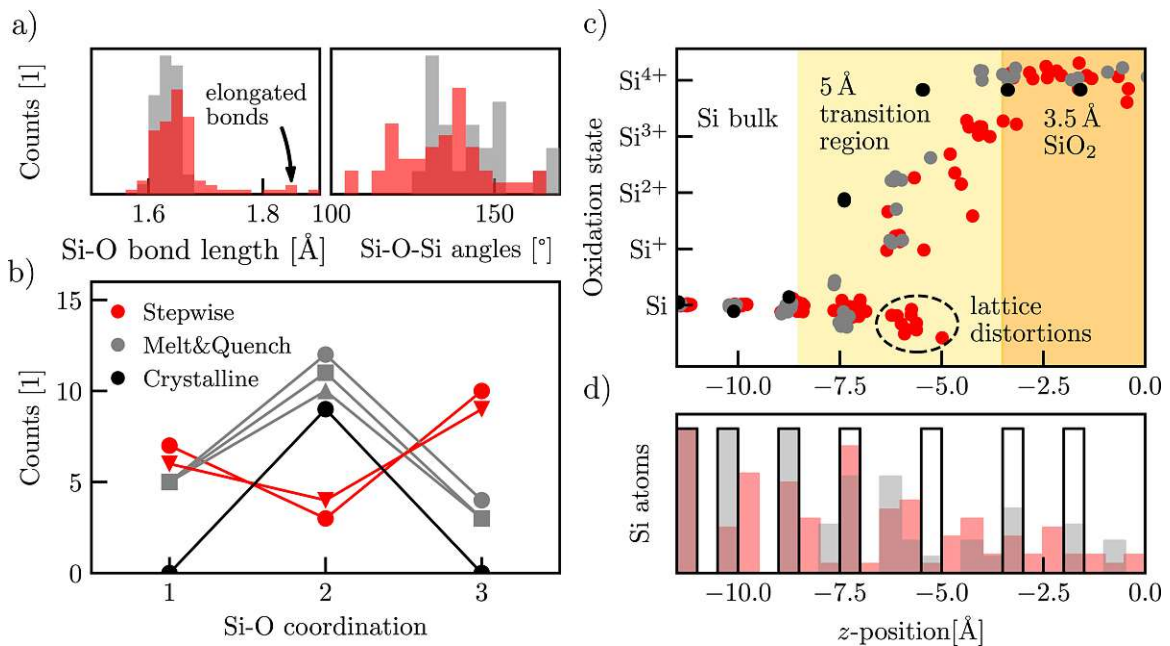 a)
Counts [1]
elongated
bonds
1.6
1.8
100
150
Si-O bond length [Å]
Si-O-Si angles [°]
b)
15
10
5
0
Counts [1]
Stepwise
Melt&Quench
Crystalline
1
2
3
Si-O coordination
c)
Oxidation state
Si⁴⁺
Si³⁺
Si²⁺
Si⁺
Si
Si bulk
5 Å
transition
region
3.5 Å
SiO₂
lattice
distortions
−10.0
−7.5
−5.0
−2.5
0.0
d)
Si atoms
−10.0
−7.5
−5.0
−2.5
0.0
z-position[Å]